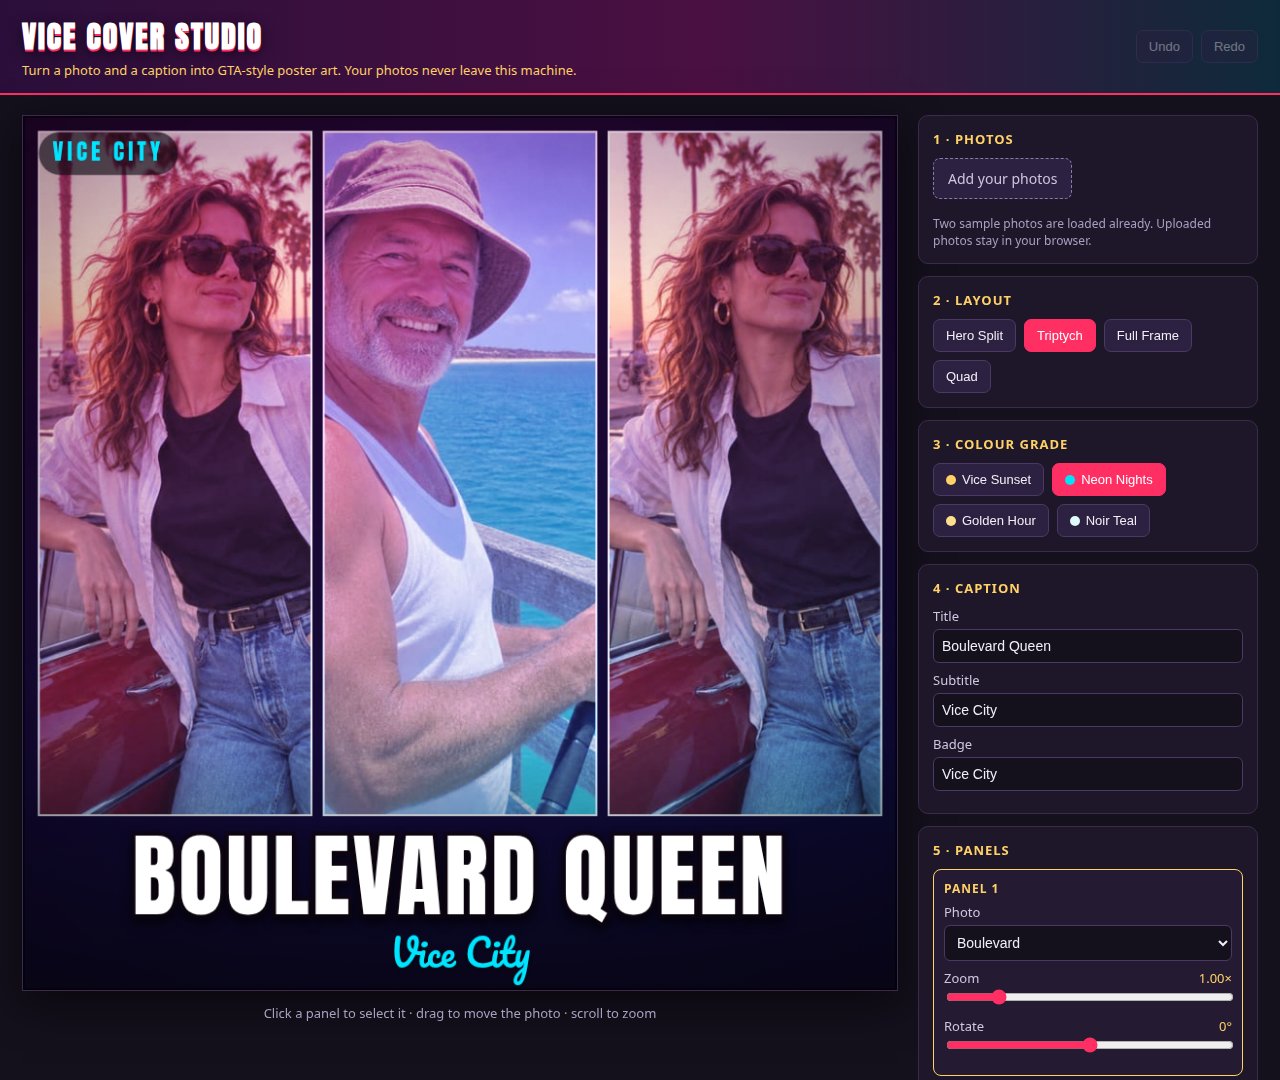 VICE COVER STUDIO
Turn a photo and a caption into GTA-style poster art. Your photos never leave this machine.
Undo
Redo
VICE CITY
BOULEVARD QUEEN
Vice City
Click a panel to select it · drag to move the photo · scroll to zoom
1 · PHOTOS
Add your photos
Two sample photos are loaded already. Uploaded
photos stay in your browser.
2 · LAYOUT
Hero Split
Triptych
Full Frame
Quad
3 · COLOUR GRADE
Vice Sunset
Neon Nights
Golden Hour
Noir Teal
4 · CAPTION
Title
Boulevard Queen
Subtitle
Vice City
Badge
Vice City
5 · PANELS
PANEL 1
Photo
Boulevard
Zoom
1.00×
Rotate
0°